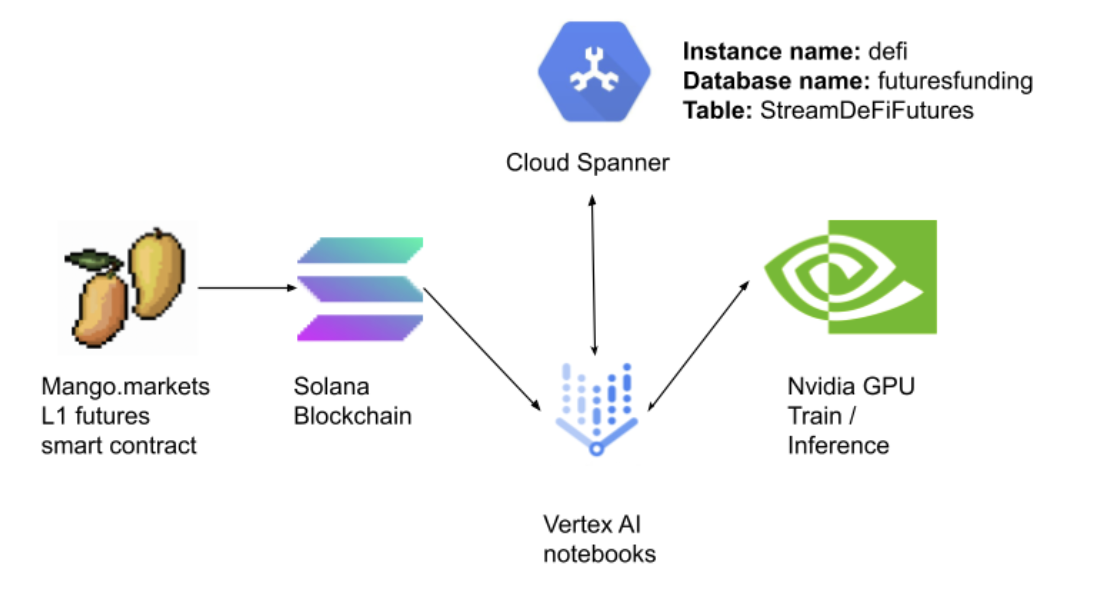 Instance name: defi
Database name: futuresfunding
Table: StreamDeFiFutures
Cloud Spanner
Mango.markets
L1 futures
smart contract
Solana
Blockchain
Nvidia GPU
Train /
Inference
Vertex AI
notebooks